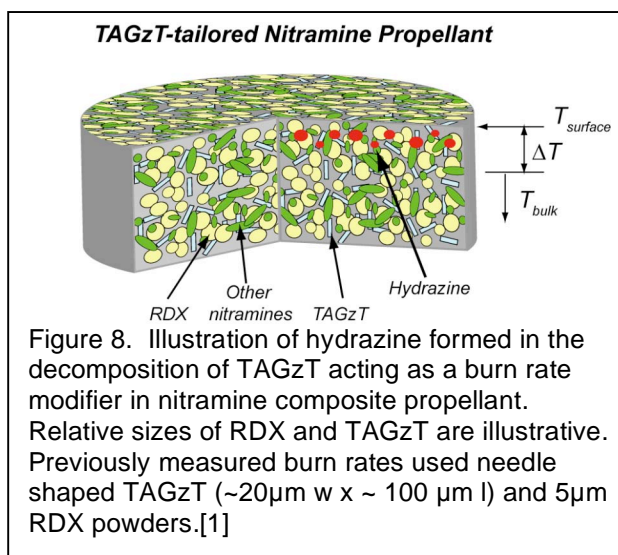 TAGzT-tailored Nitramine Propellant
T surface
ΔT
T bulk
RDX
Other
nitramines
TAGzT
Hydrazine
Figure 8.  Illustration of hydrazine formed in the
decomposition of TAGzT acting as a burn rate
modifier in nitramine composite propellant.
Relative sizes of RDX and TAGzT are illustrative.
Previously measured burn rates used needle
shaped TAGzT (~20µm w x ~ 100 µm l) and 5µm
RDX powders.[1]